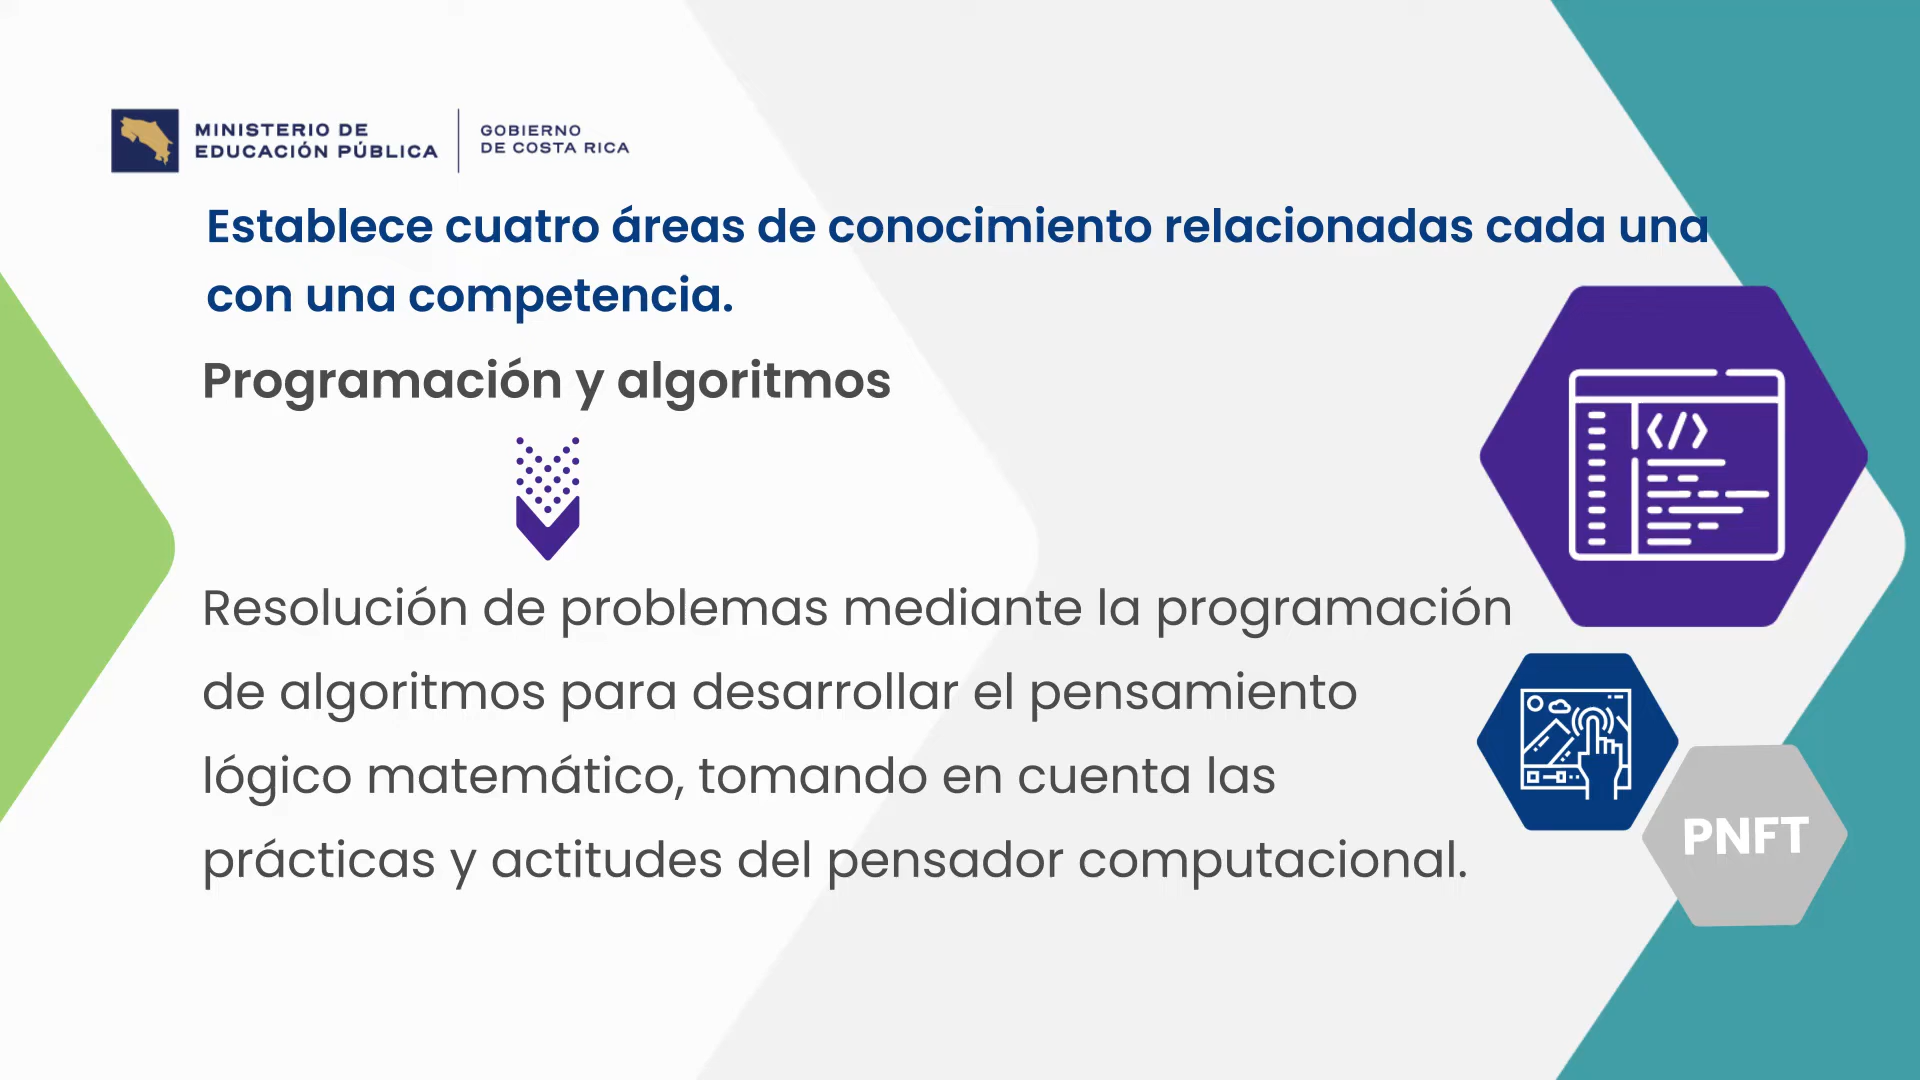 MINISTERIO DE
EDUCACIÓN PÚBLICA
GOBIERNO
DE COSTA RICA
Establece cuatro áreas de conocimiento relacionadas cada una
con una competencia.
Programación y algoritmos
</>
Resolución de problemas mediante la programación
de algoritmos para desarrollar el pensamiento
lógico matemático, tomando en cuenta las
prácticas y actitudes del pensador computacional.
PNFT